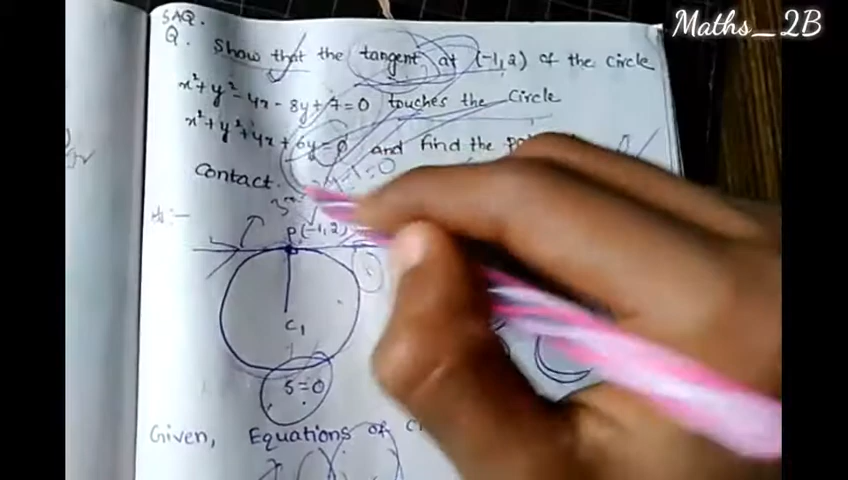 Maths_2B
SAQ.
Q. Show that the tangent at (-1,2) of the circle
x²+y²-4x-8y+7=0 touches the circle
x²+y²+4x+6y=0 and find the
contact.
P(-1,2)
C₁
S=0
Given, Equations of